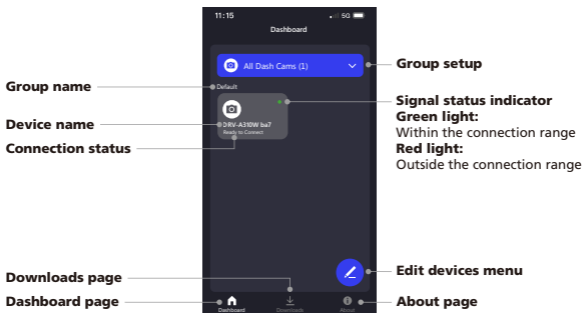 11:15
5G
Dashboard
All Dash Cams (1)
Group setup
Group name
Default
Signal status indicator
Green light:
Within the connection range
Red light:
Outside the connection range
Device name
DRV-A310W ba7
Connection status
Ready to Connect
Edit devices menu
Downloads page
Dashboard page
Dashboard
Downloads
About
About page